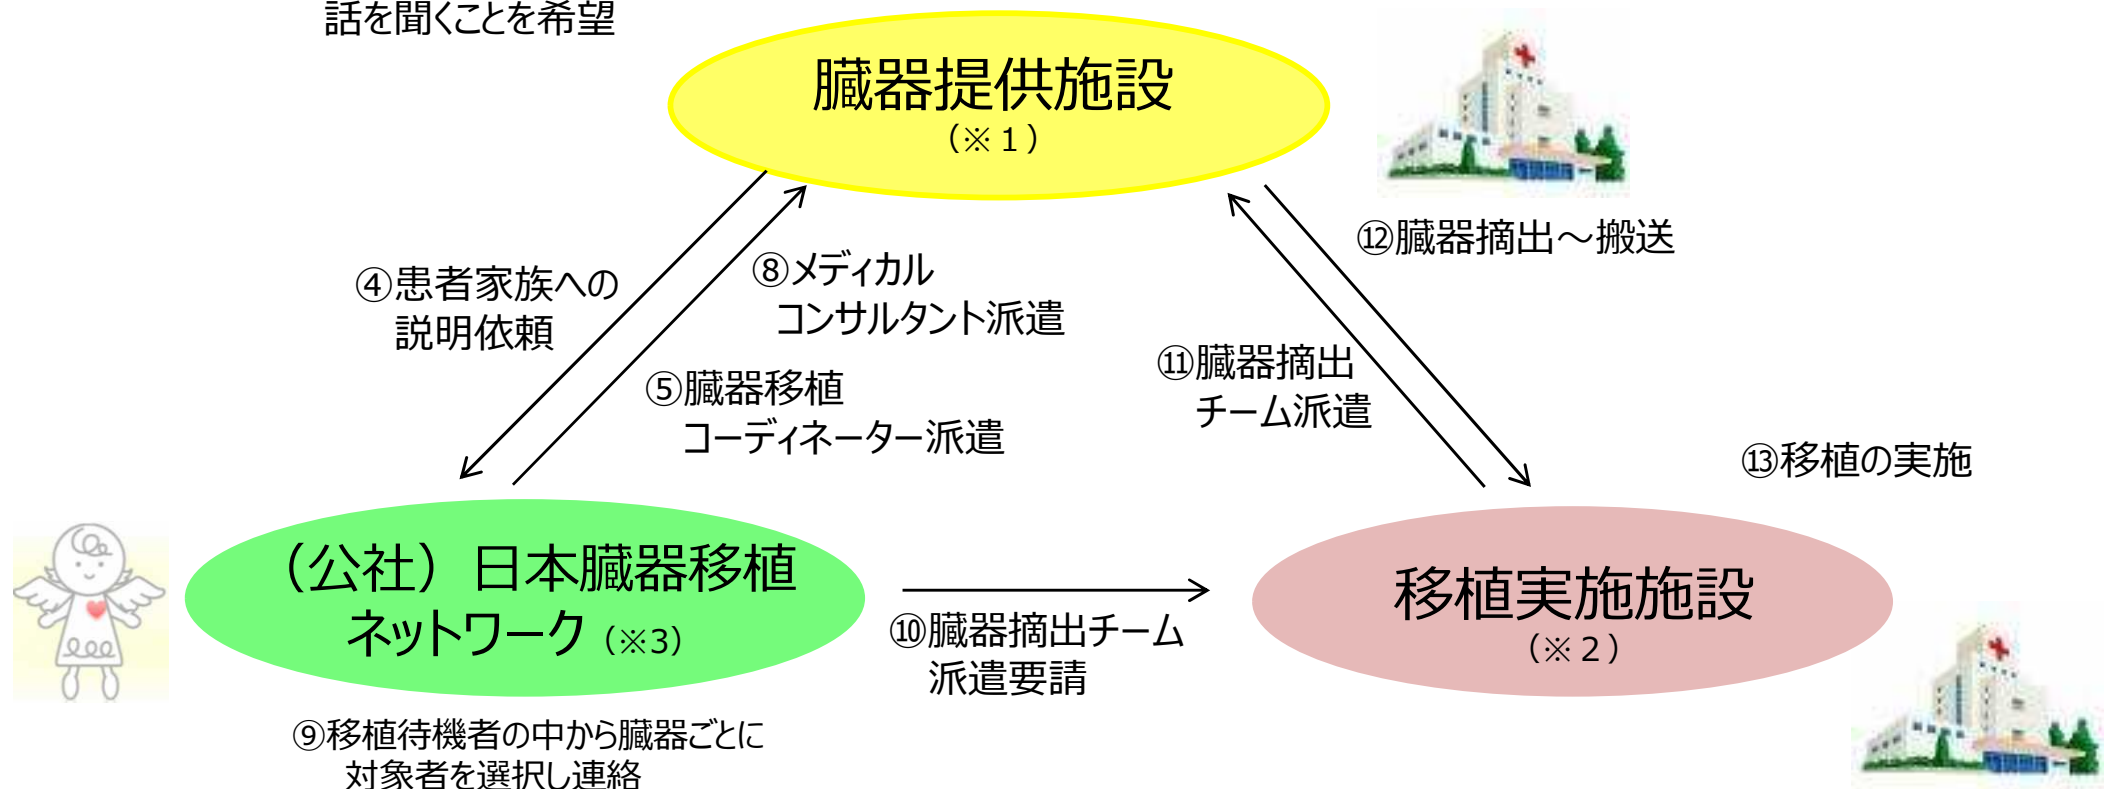 話を聞くことを希望
臓器提供施設
（※１）
⑫臓器摘出～搬送
④患者家族への
説明依頼
⑧メディカル
コンサルタント派遣
⑤臓器移植
コーディネーター派遣
⑪臓器摘出
チーム派遣
⑬移植の実施
（公社）日本臓器移植
ネットワーク（※3）
⑩臓器摘出チーム
派遣要請
移植実施施設
（※２）
⑨移植待機者の中から臓器ごとに
対象者を選択し連絡